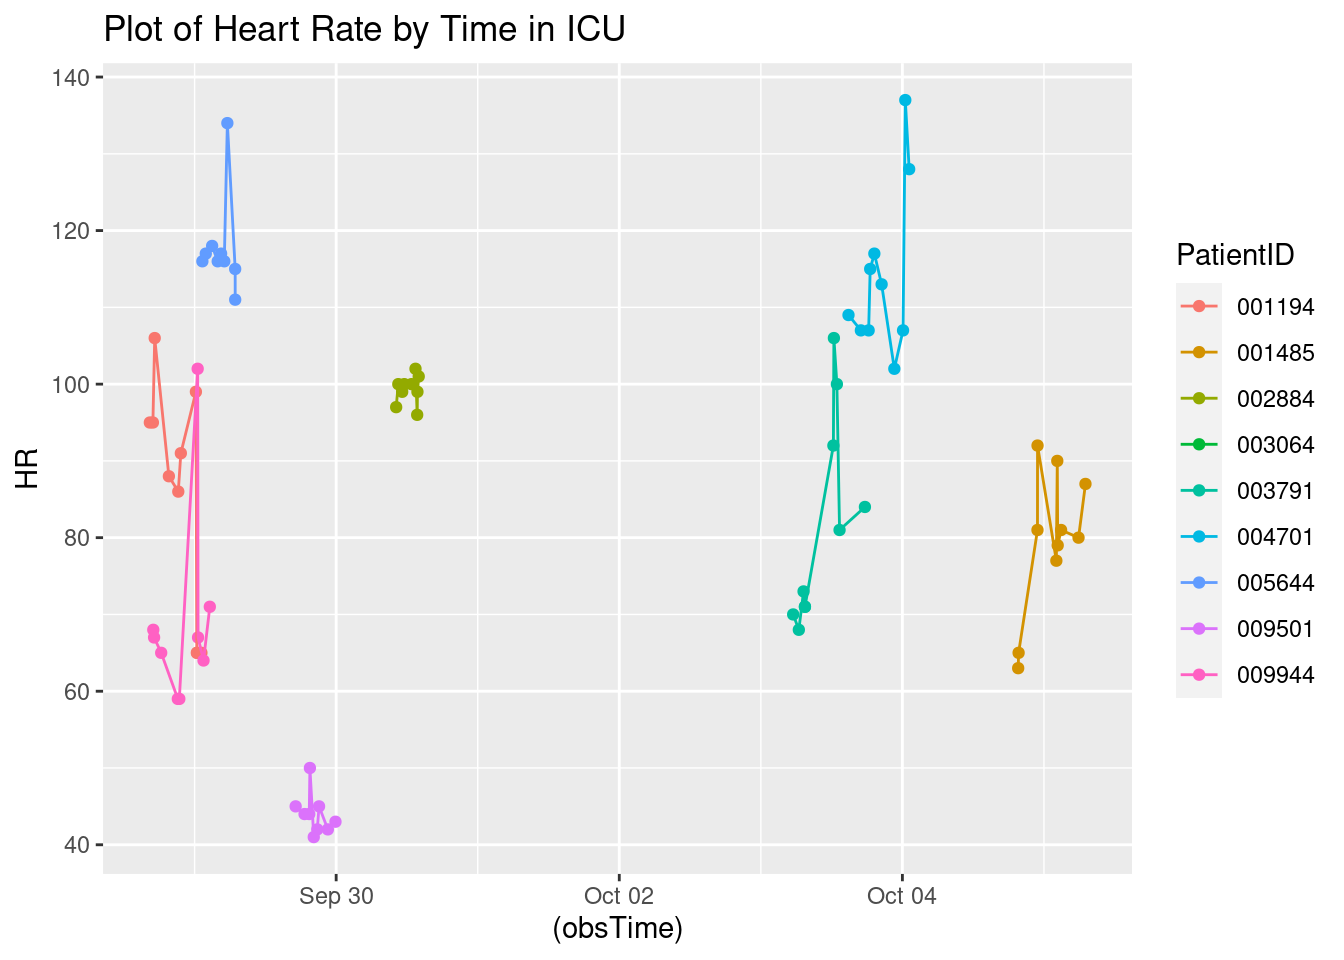 Plot of Heart Rate by Time in ICU
140
120
100
80
60
40
HR
Sep 30
Oct 02
Oct 04
(obsTime)
PatientID
001194
001485
002884
003064
003791
004701
005644
009501
009944